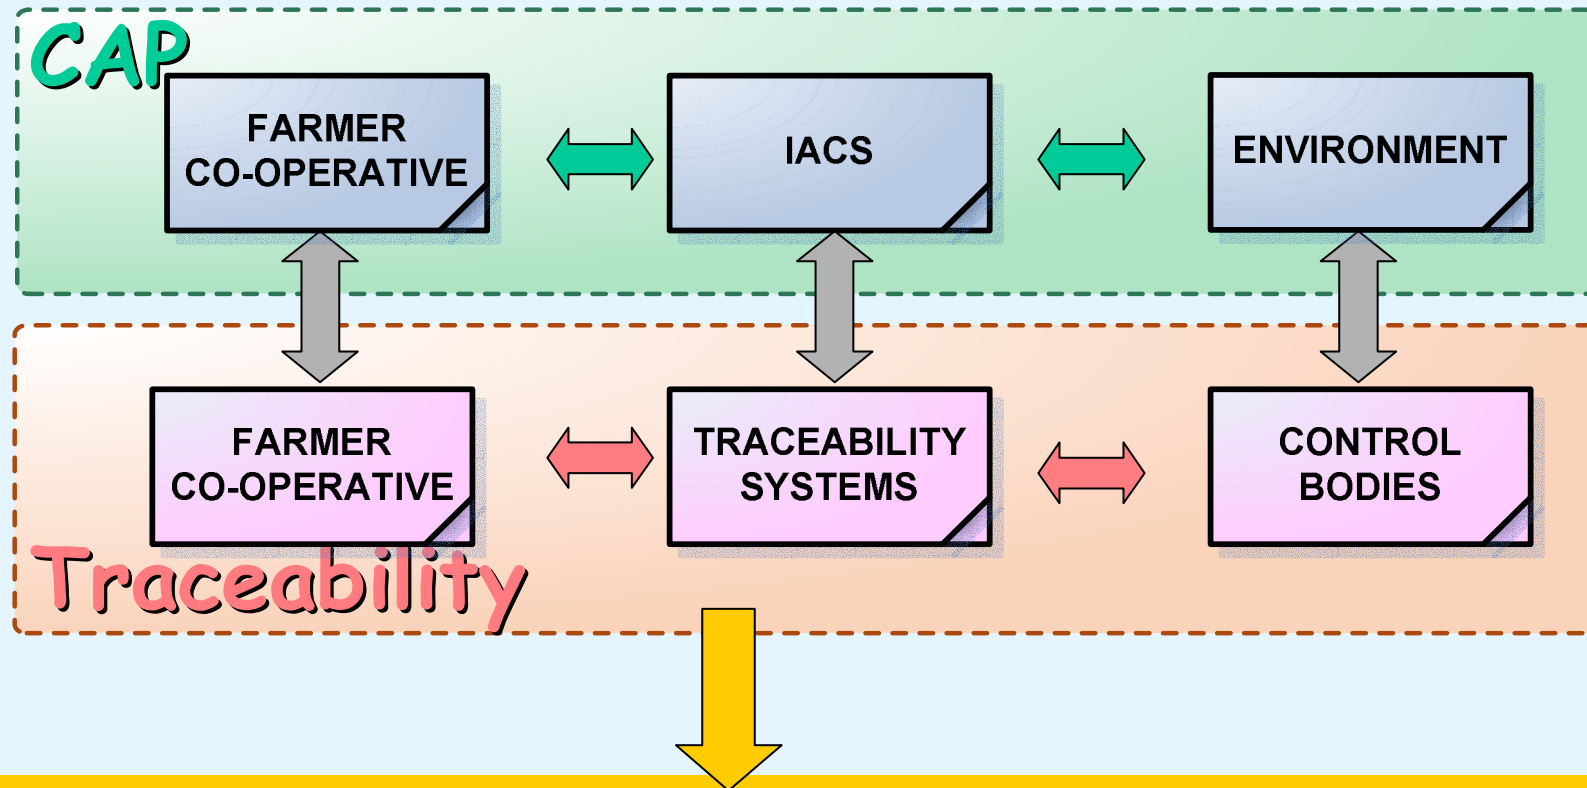 CAP
FARMER
CO-OPERATIVE
IACS
ENVIRONMENT
FARMER
CO-OPERATIVE
TRACEABILITY
SYSTEMS
CONTROL
BODIES
Traceability